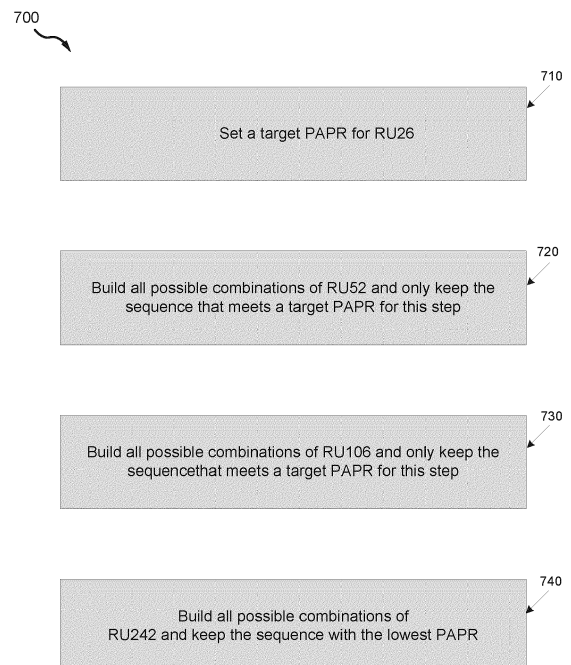 700
710
Set a target PAPR for RU26
720
Build all possible combinations of RU52 and only keep the
sequence that meets a target PAPR for this step
730
Build all possible combinations of RU106 and only keep the
sequencethat meets a target PAPR for this step
740
Build all possible combinations of
RU242 and keep the sequence with the lowest PAPR